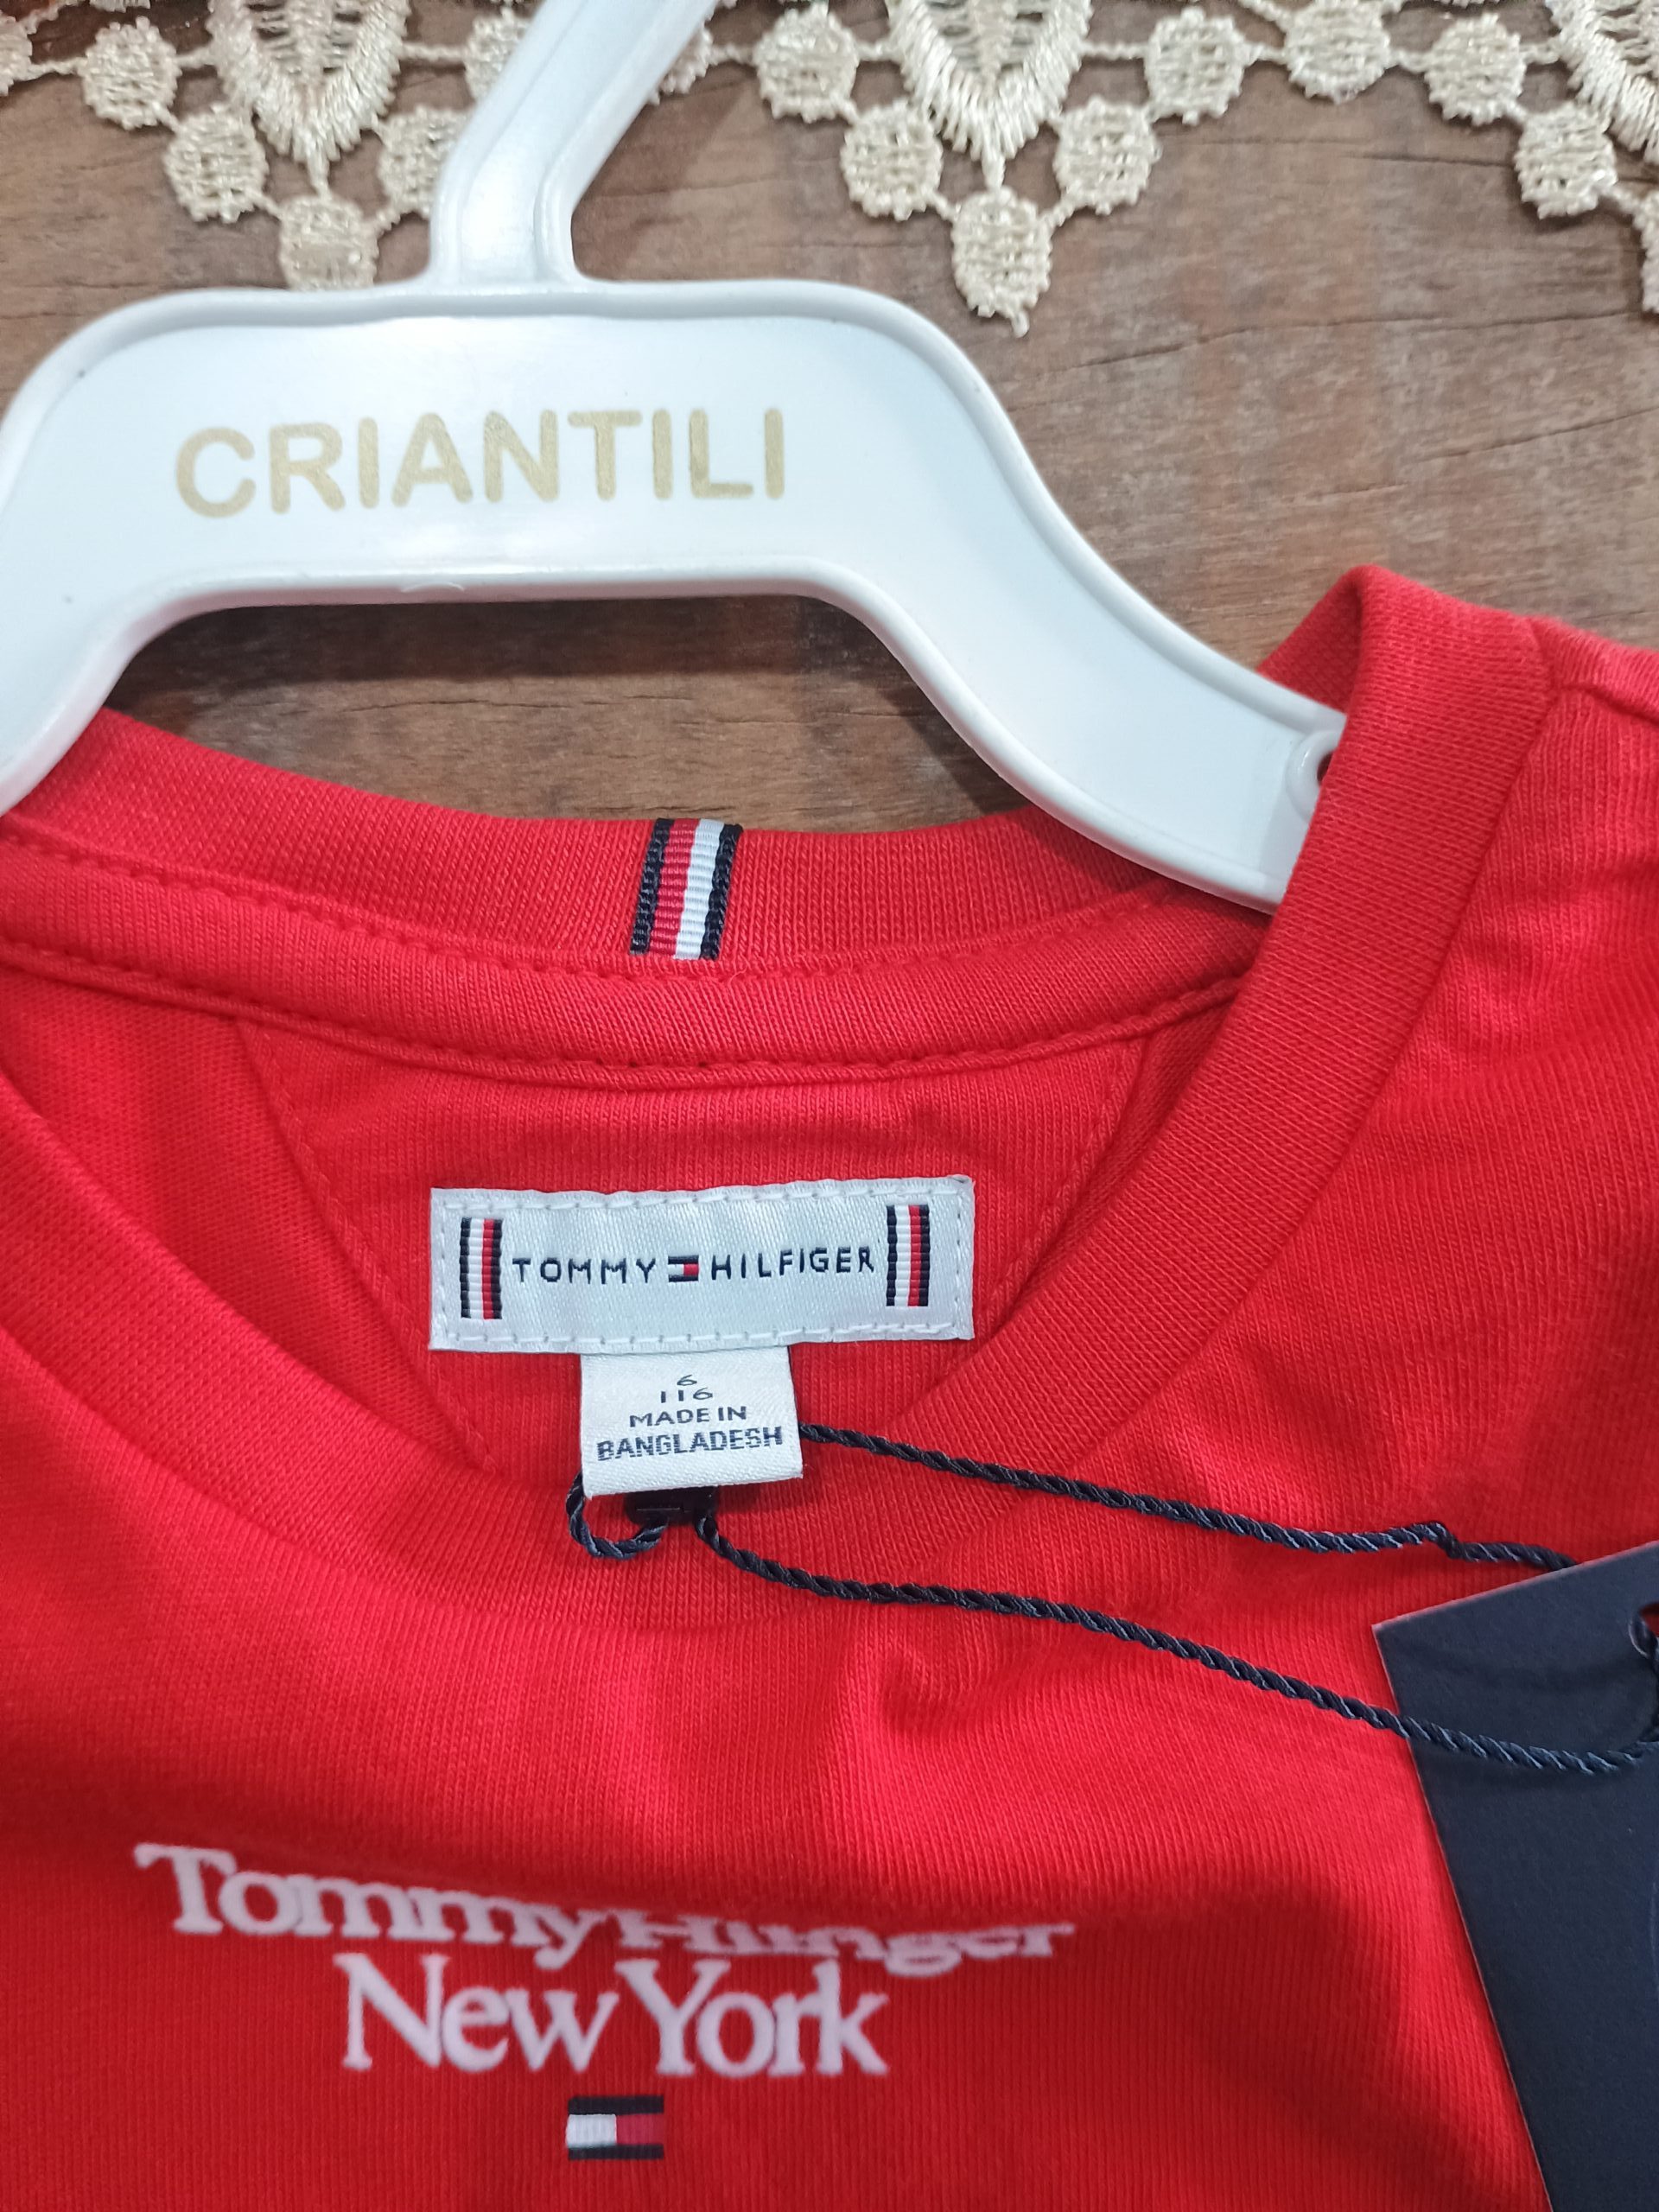 CRIANTILI
TOMMY HILFIGER
6
116
MADE IN
BANGLADESH
Tommy Hilfiger
New York